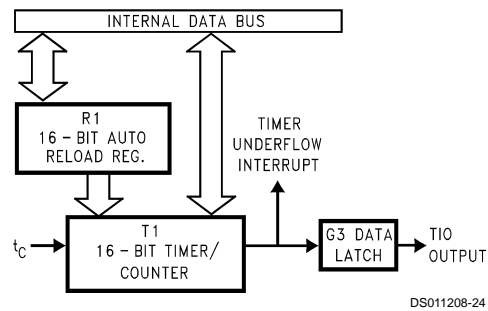 INTERNAL DATA BUS
R1
16 – BIT AUTO
RELOAD REG.
TIMER
UNDERFLOW
INTERRUPT
tC
T1
16 – BIT TIMER/
COUNTER
G3 DATA
LATCH
TIO
OUTPUT
DS011208-24